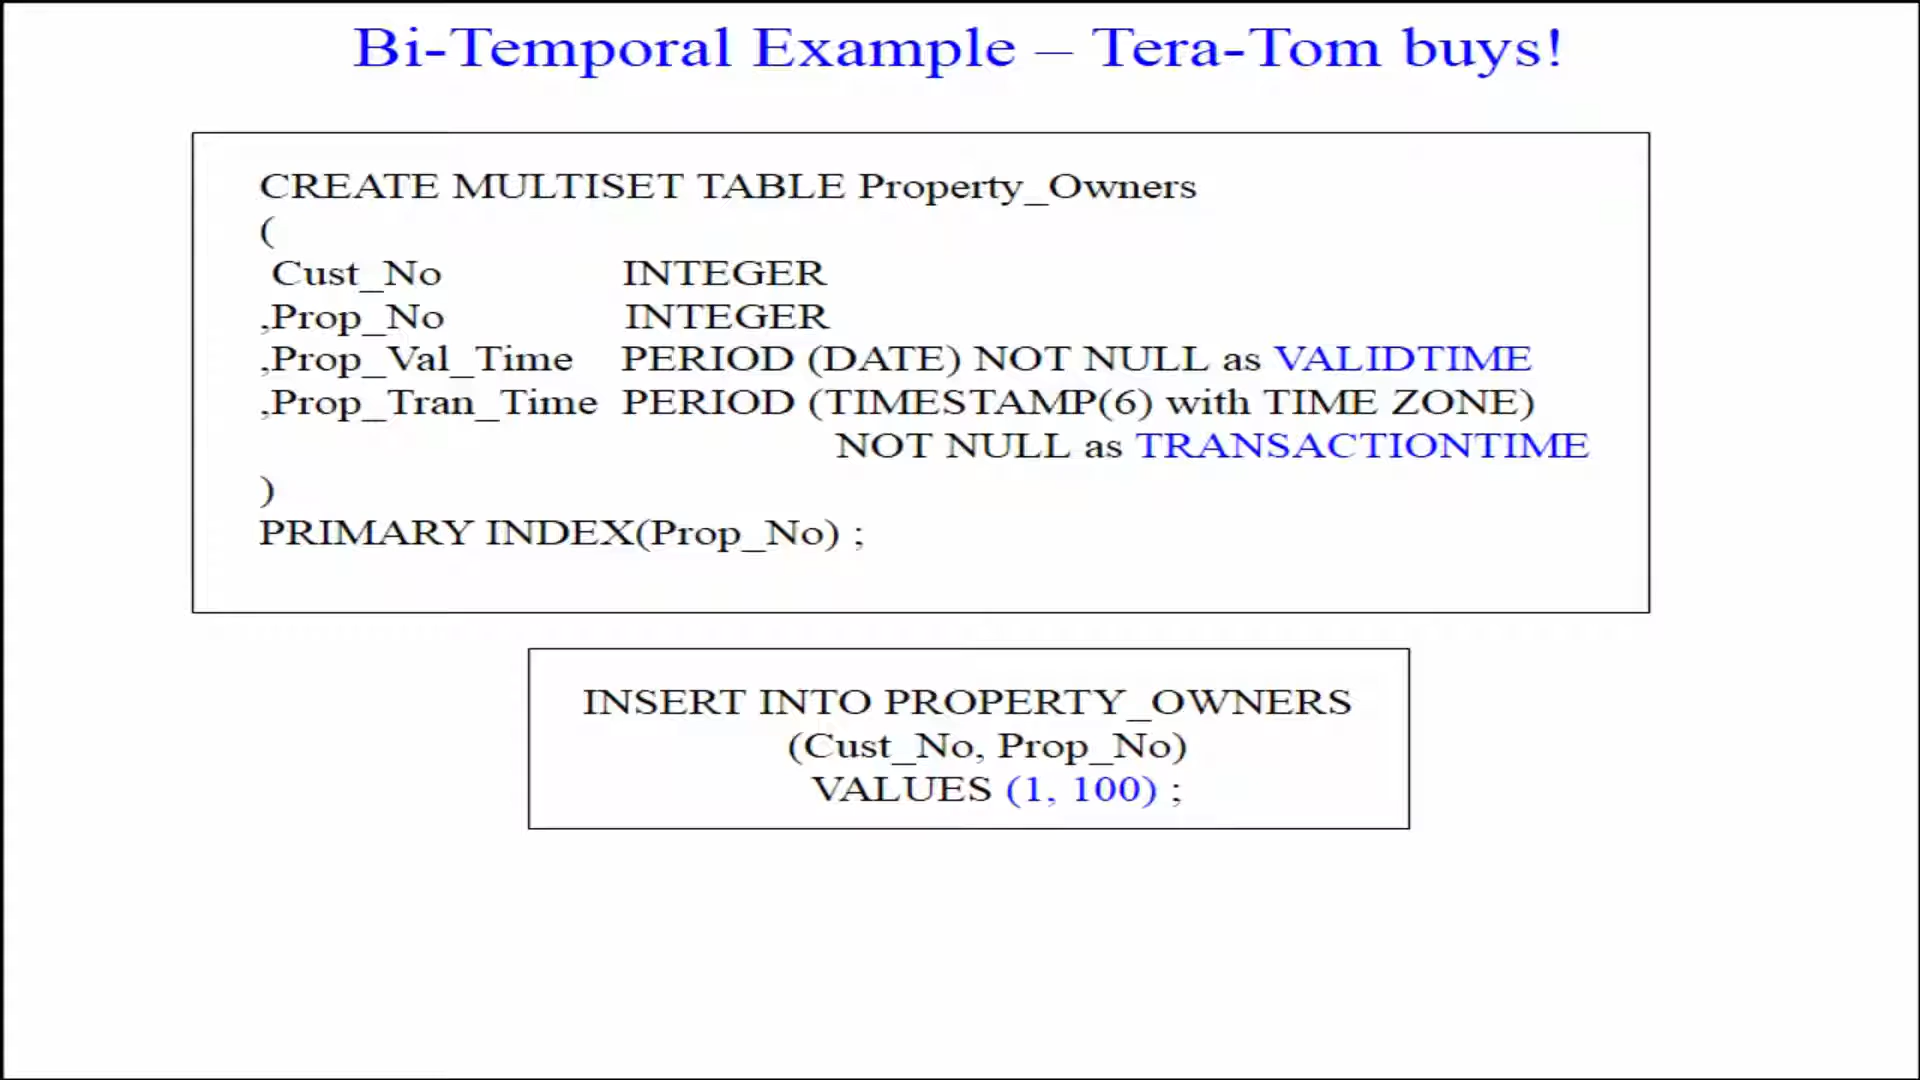 Bi-Temporal Example – Tera-Tom buys!
CREATE MULTISET TABLE Property_Owners
(
Cust_No INTEGER
,Prop_No INTEGER
,Prop_Val_Time PERIOD (DATE) NOT NULL as VALIDTIME
,Prop_Tran_Time PERIOD (TIMESTAMP(6) with TIME ZONE)
NOT NULL as TRANSACTIONTIME
)
PRIMARY INDEX(Prop_No) ;
INSERT INTO PROPERTY_OWNERS
(Cust_No, Prop_No)
VALUES (1, 100) ;